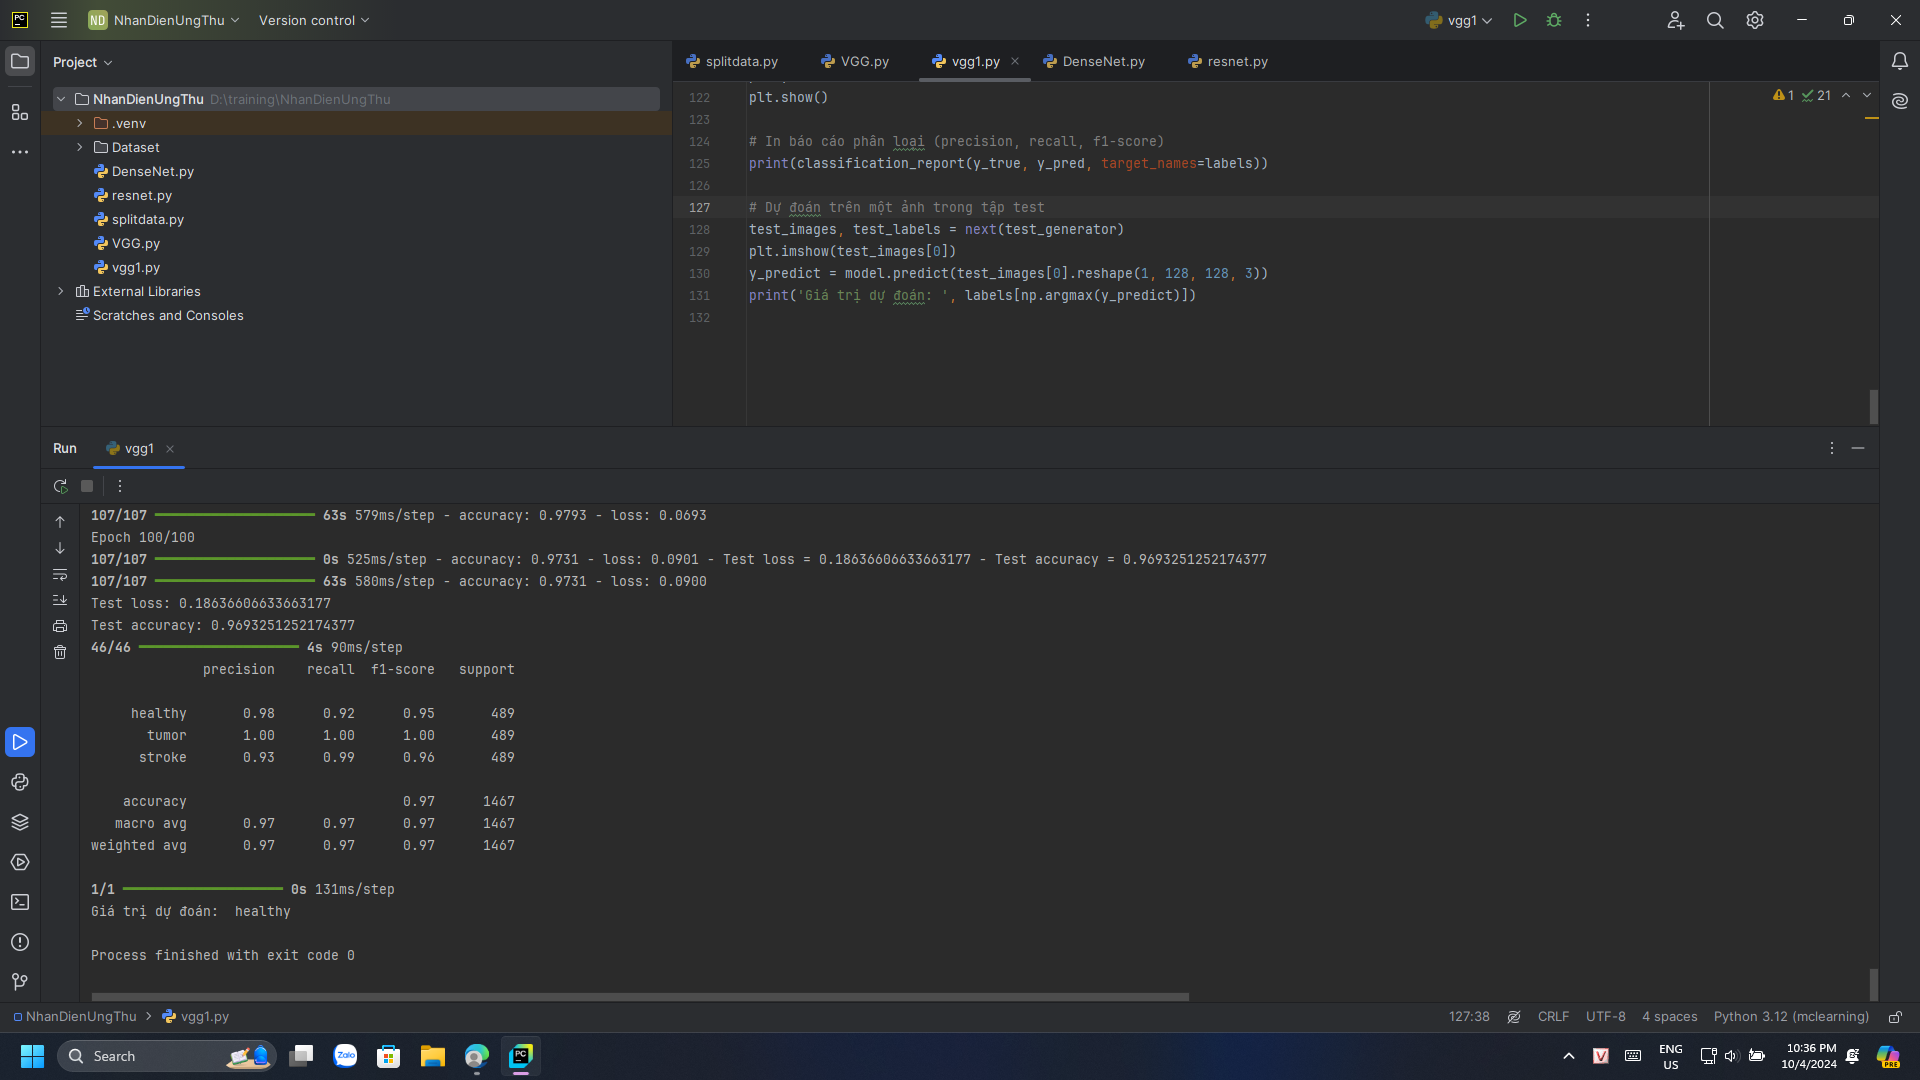 PC
ND NhanDienUngThu
Version control
vgg1
Project
splitdata.py
VGG.py
vgg1.py
DenseNet.py
resnet.py
NhanDienUngThu D:\training\NhanDienUngThu
.venv
Dataset
DenseNet.py
resnet.py
splitdata.py
VGG.py
vgg1.py
External Libraries
Scratches and Consoles
1 21
122 plt.show()
123
124 # In báo cáo phân loại (precision, recall, f1-score)
125 print(classification_report(y_true, y_pred, target_names=labels))
126
127 # Dự đoán trên một ảnh trong tập test
128 test_images, test_labels = next(test_generator)
129 plt.imshow(test_images[0])
130 y_predict = model.predict(test_images[0].reshape(1, 128, 128, 3))
131 print('Giá trị dự đoán: ', labels[np.argmax(y_predict)])
132
Run vgg1
107/107 63s 579ms/step - accuracy: 0.9793 - loss: 0.0693
Epoch 100/100
107/107 0s 525ms/step - accuracy: 0.9731 - loss: 0.0901 - Test loss = 0.18636606633663177 - Test accuracy = 0.9693251252174377
107/107 63s 580ms/step - accuracy: 0.9731 - loss: 0.0900
Test loss: 0.18636606633663177
Test accuracy: 0.9693251252174377
46/46 4s 90ms/step
precision recall f1-score support
healthy 0.98 0.92 0.95 489
tumor 1.00 1.00 1.00 489
stroke 0.93 0.99 0.96 489
accuracy 0.97 1467
macro avg 0.97 0.97 0.97 1467
weighted avg 0.97 0.97 0.97 1467
1/1 0s 131ms/step
Giá trị dự đoán: healthy
Process finished with exit code 0
NhanDienUngThu vgg1.py
127:38 CRLF UTF-8 4 spaces Python 3.12 (mclearning)
Search
Zalo
PC
V
ENG
US
10:36 PM
10/4/2024
PRE